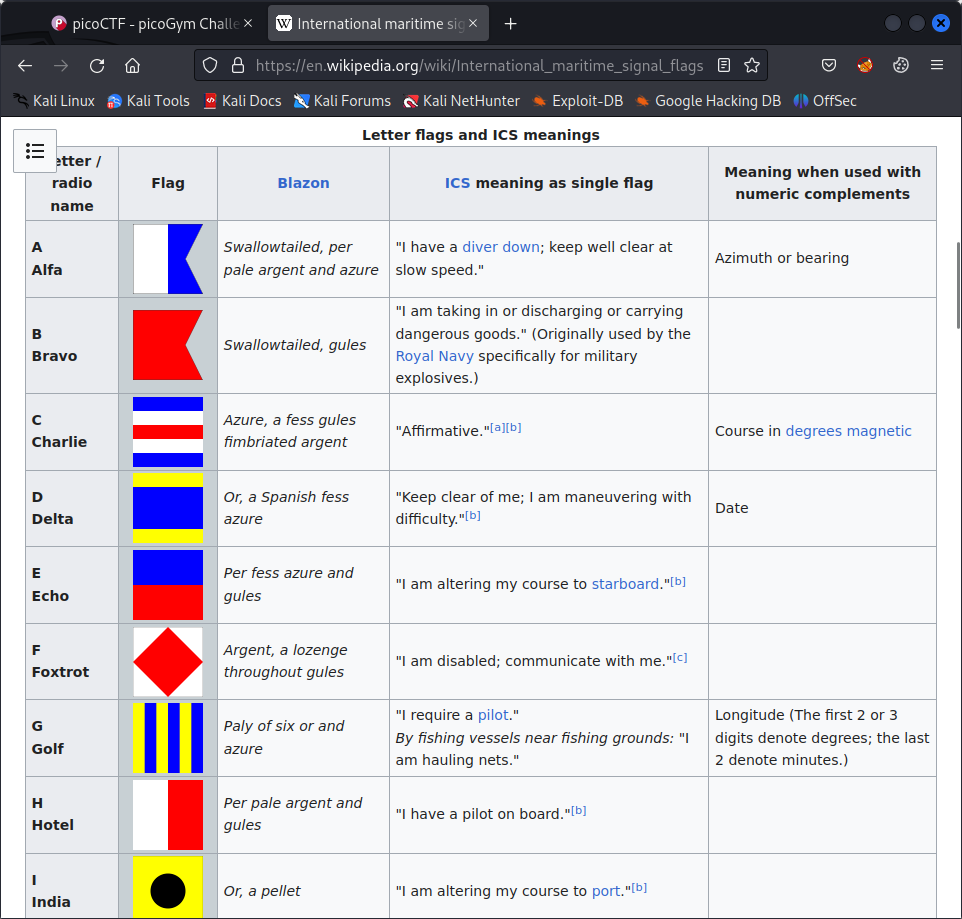 picoCTF - picoGym Challe
International maritime sig
https://en.wikipedia.org/wiki/International_maritime_signal_flags
Kali Linux
Kali Tools
Kali Docs
Kali Forums
Kali NetHunter
Exploit-DB
Google Hacking DB
OffSec
Letter flags and ICS meanings
etter /
radio
name
Flag
Blazon
ICS meaning as single flag
Meaning when used with
numeric complements
A
Alfa
Swallowtailed, per
pale argent and azure
"I have a diver down; keep well clear at
slow speed."
Azimuth or bearing
B
Bravo
Swallowtailed, gules
"I am taking in or discharging or carrying
dangerous goods." (Originally used by the
Royal Navy specifically for military
explosives.)
C
Charlie
Azure, a fess gules
fimbriated argent
"Affirmative."[a][b]
Course in degrees magnetic
D
Delta
Or, a Spanish fess
azure
"Keep clear of me; I am maneuvering with
difficulty."[b]
Date
E
Echo
Per fess azure and
gules
"I am altering my course to starboard."[b]
F
Foxtrot
Argent, a lozenge
throughout gules
"I am disabled; communicate with me."[c]
G
Golf
Paly of six or and
azure
"I require a pilot."
By fishing vessels near fishing grounds: "I
am hauling nets."
Longitude (The first 2 or 3
digits denote degrees; the last
2 denote minutes.)
H
Hotel
Per pale argent and
gules
"I have a pilot on board."[b]
I
India
Or, a pellet
"I am altering my course to port."[b]